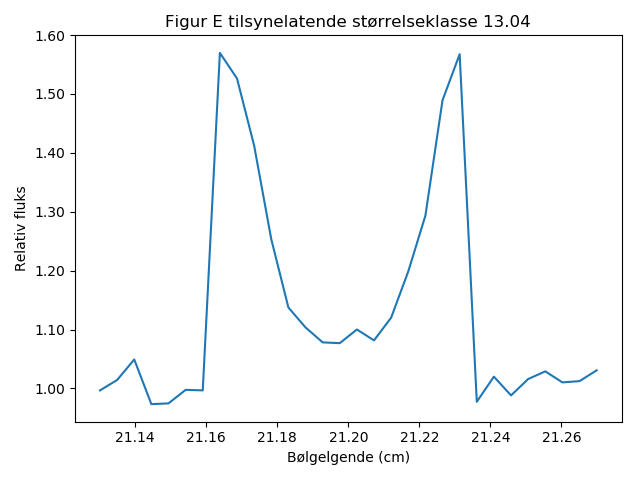 Figur E tilsynelatende størrelseklasse 13.04
1.60
1.50
1.40
1.30
1.20
1.10
1.00
Relativ fluks
21.14 21.16 21.18 21.20 21.22 21.24 21.26
Bølgelgende (cm)